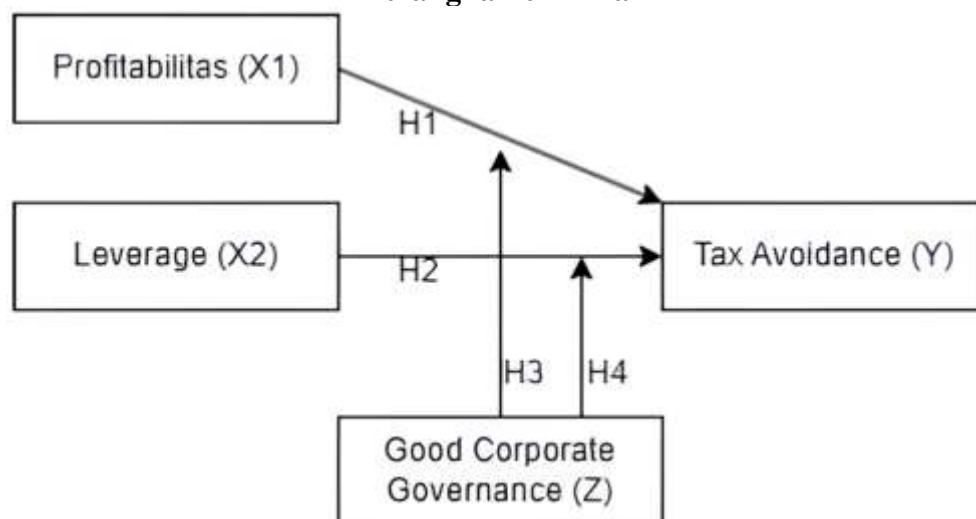 Profitabilitas (X1)
H1
Leverage (X2)
H2
Tax Avoidance (Y)
H3
H4
Good Corporate
Governance (Z)